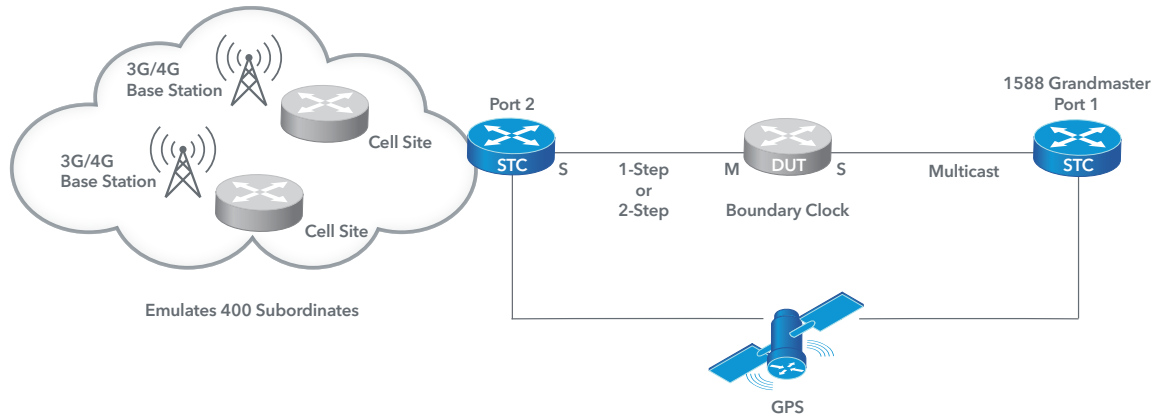 3G/4G
Base Station
Cell Site
3G/4G
Base Station
Cell Site
Emulates 400 Subordinates
Port 2
STC
S
1-Step
or
2-Step
M
DUT
S
Boundary Clock
Multicast
1588 Grandmaster
Port 1
STC
GPS